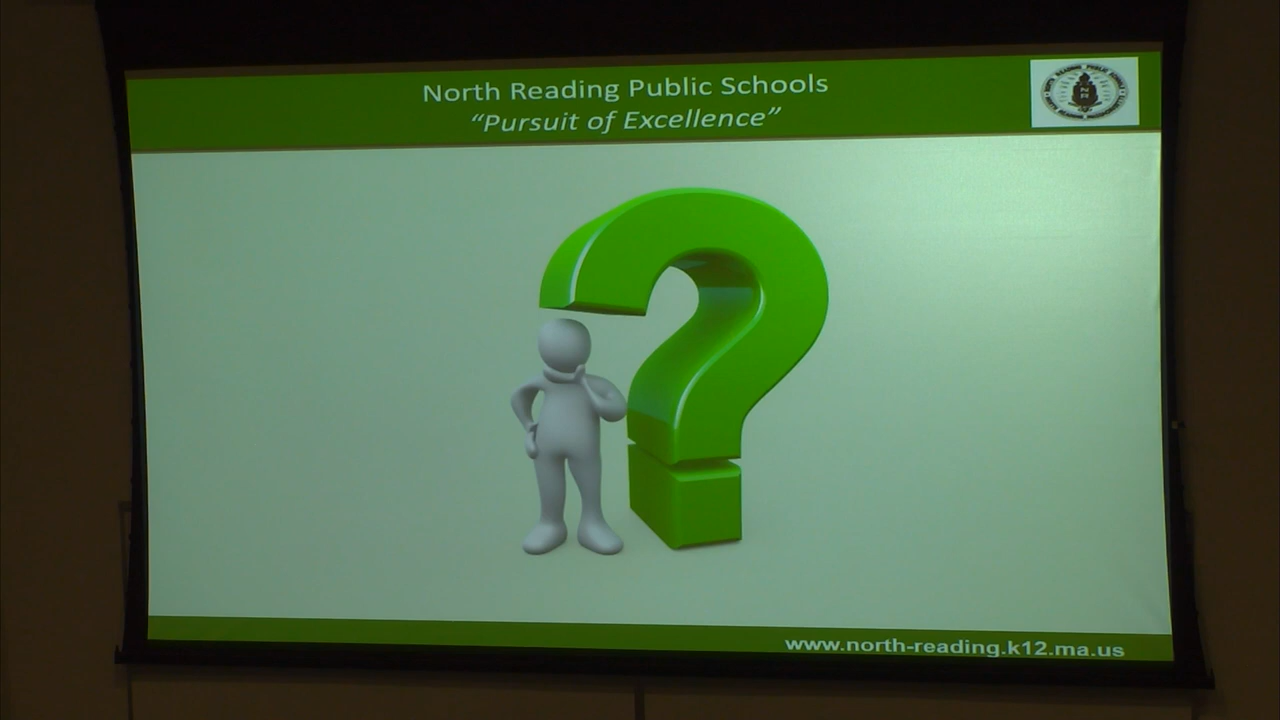 North Reading Public Schools
“Pursuit of Excellence”
N
R
www.north-reading.k12.ma.us